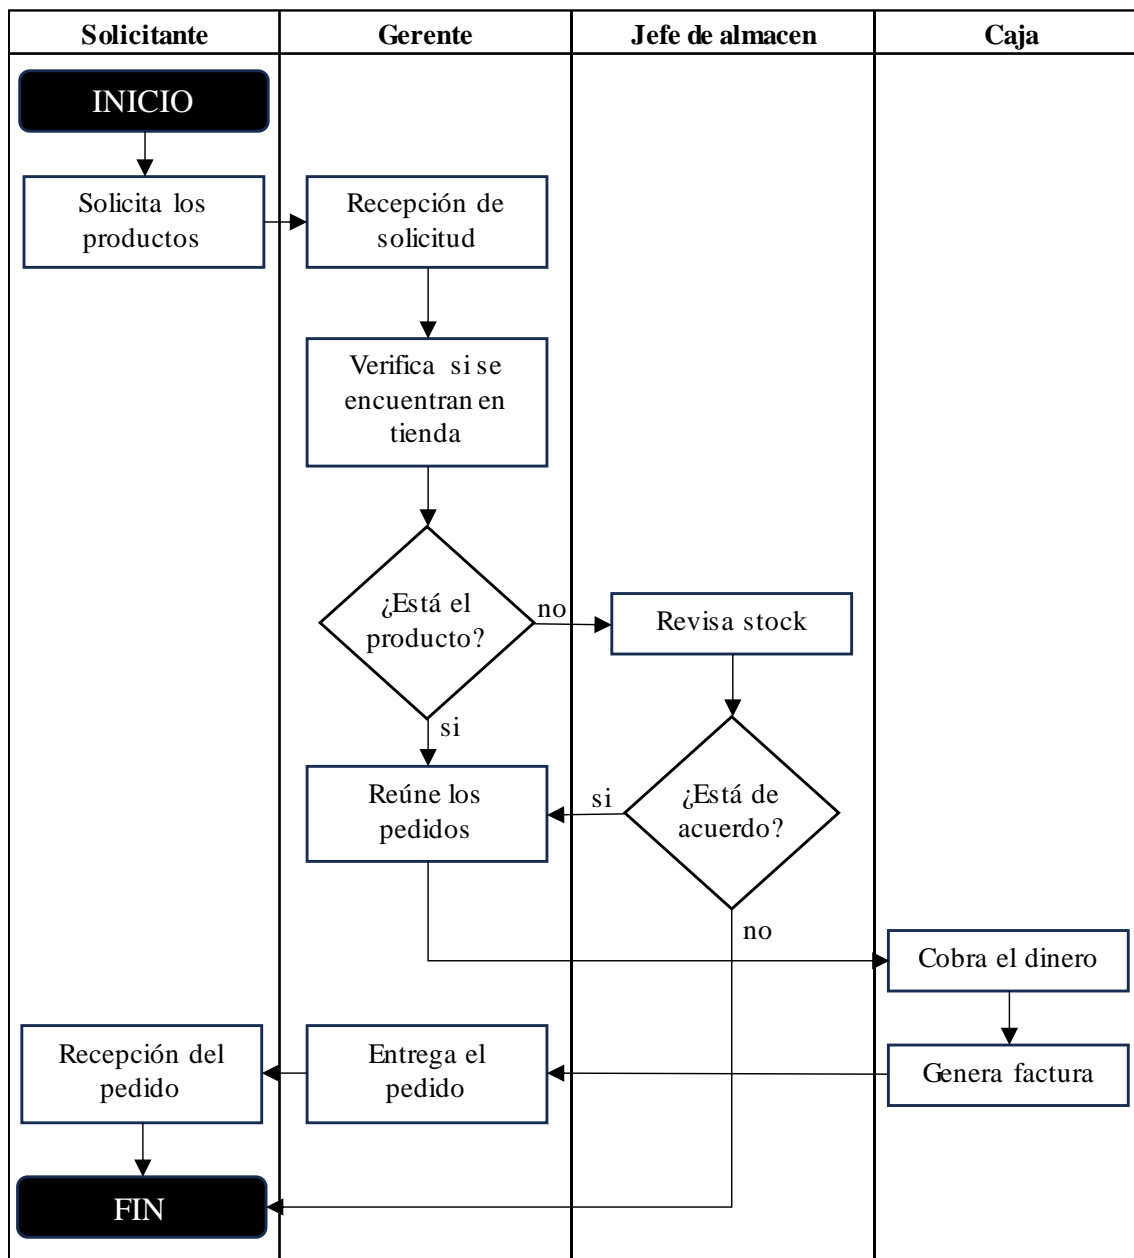 Solicitante
Gerente
Jefe de almacen
Caja
INICIO
Solicita los
productos
Recepción de
solicitud
Verifica si se
encuentran en
tienda
¿Está el
producto?
no
Revisa stock
si
Reúne los
pedidos
si
¿Está de
acuerdo?
no
Cobra el dinero
Recepción del
pedido
Entrega el
pedido
Genera factura
FIN